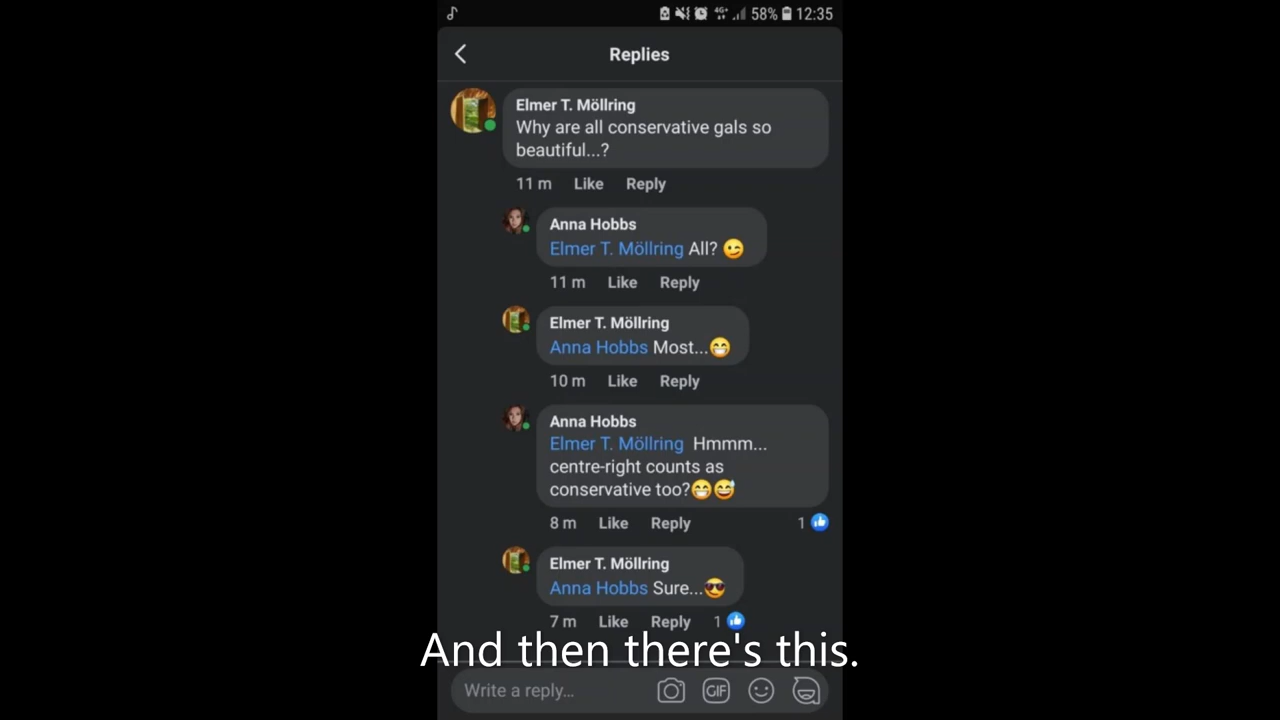 4G+ 58% 12:35
Replies
Elmer T. Möllring
Why are all conservative gals so
beautiful...?
11 m Like Reply
Anna Hobbs
Elmer T. Möllring All? 😉
11 m Like Reply
Elmer T. Möllring
Anna Hobbs Most...😁
10 m Like Reply
Anna Hobbs
Elmer T. Möllring Hmmm...
centre-right counts as
conservative too?😁😅
8 m Like Reply 1
Elmer T. Möllring
Anna Hobbs Sure...😎
7 m Like Reply 1
And then there's this.
Write a reply... GIF